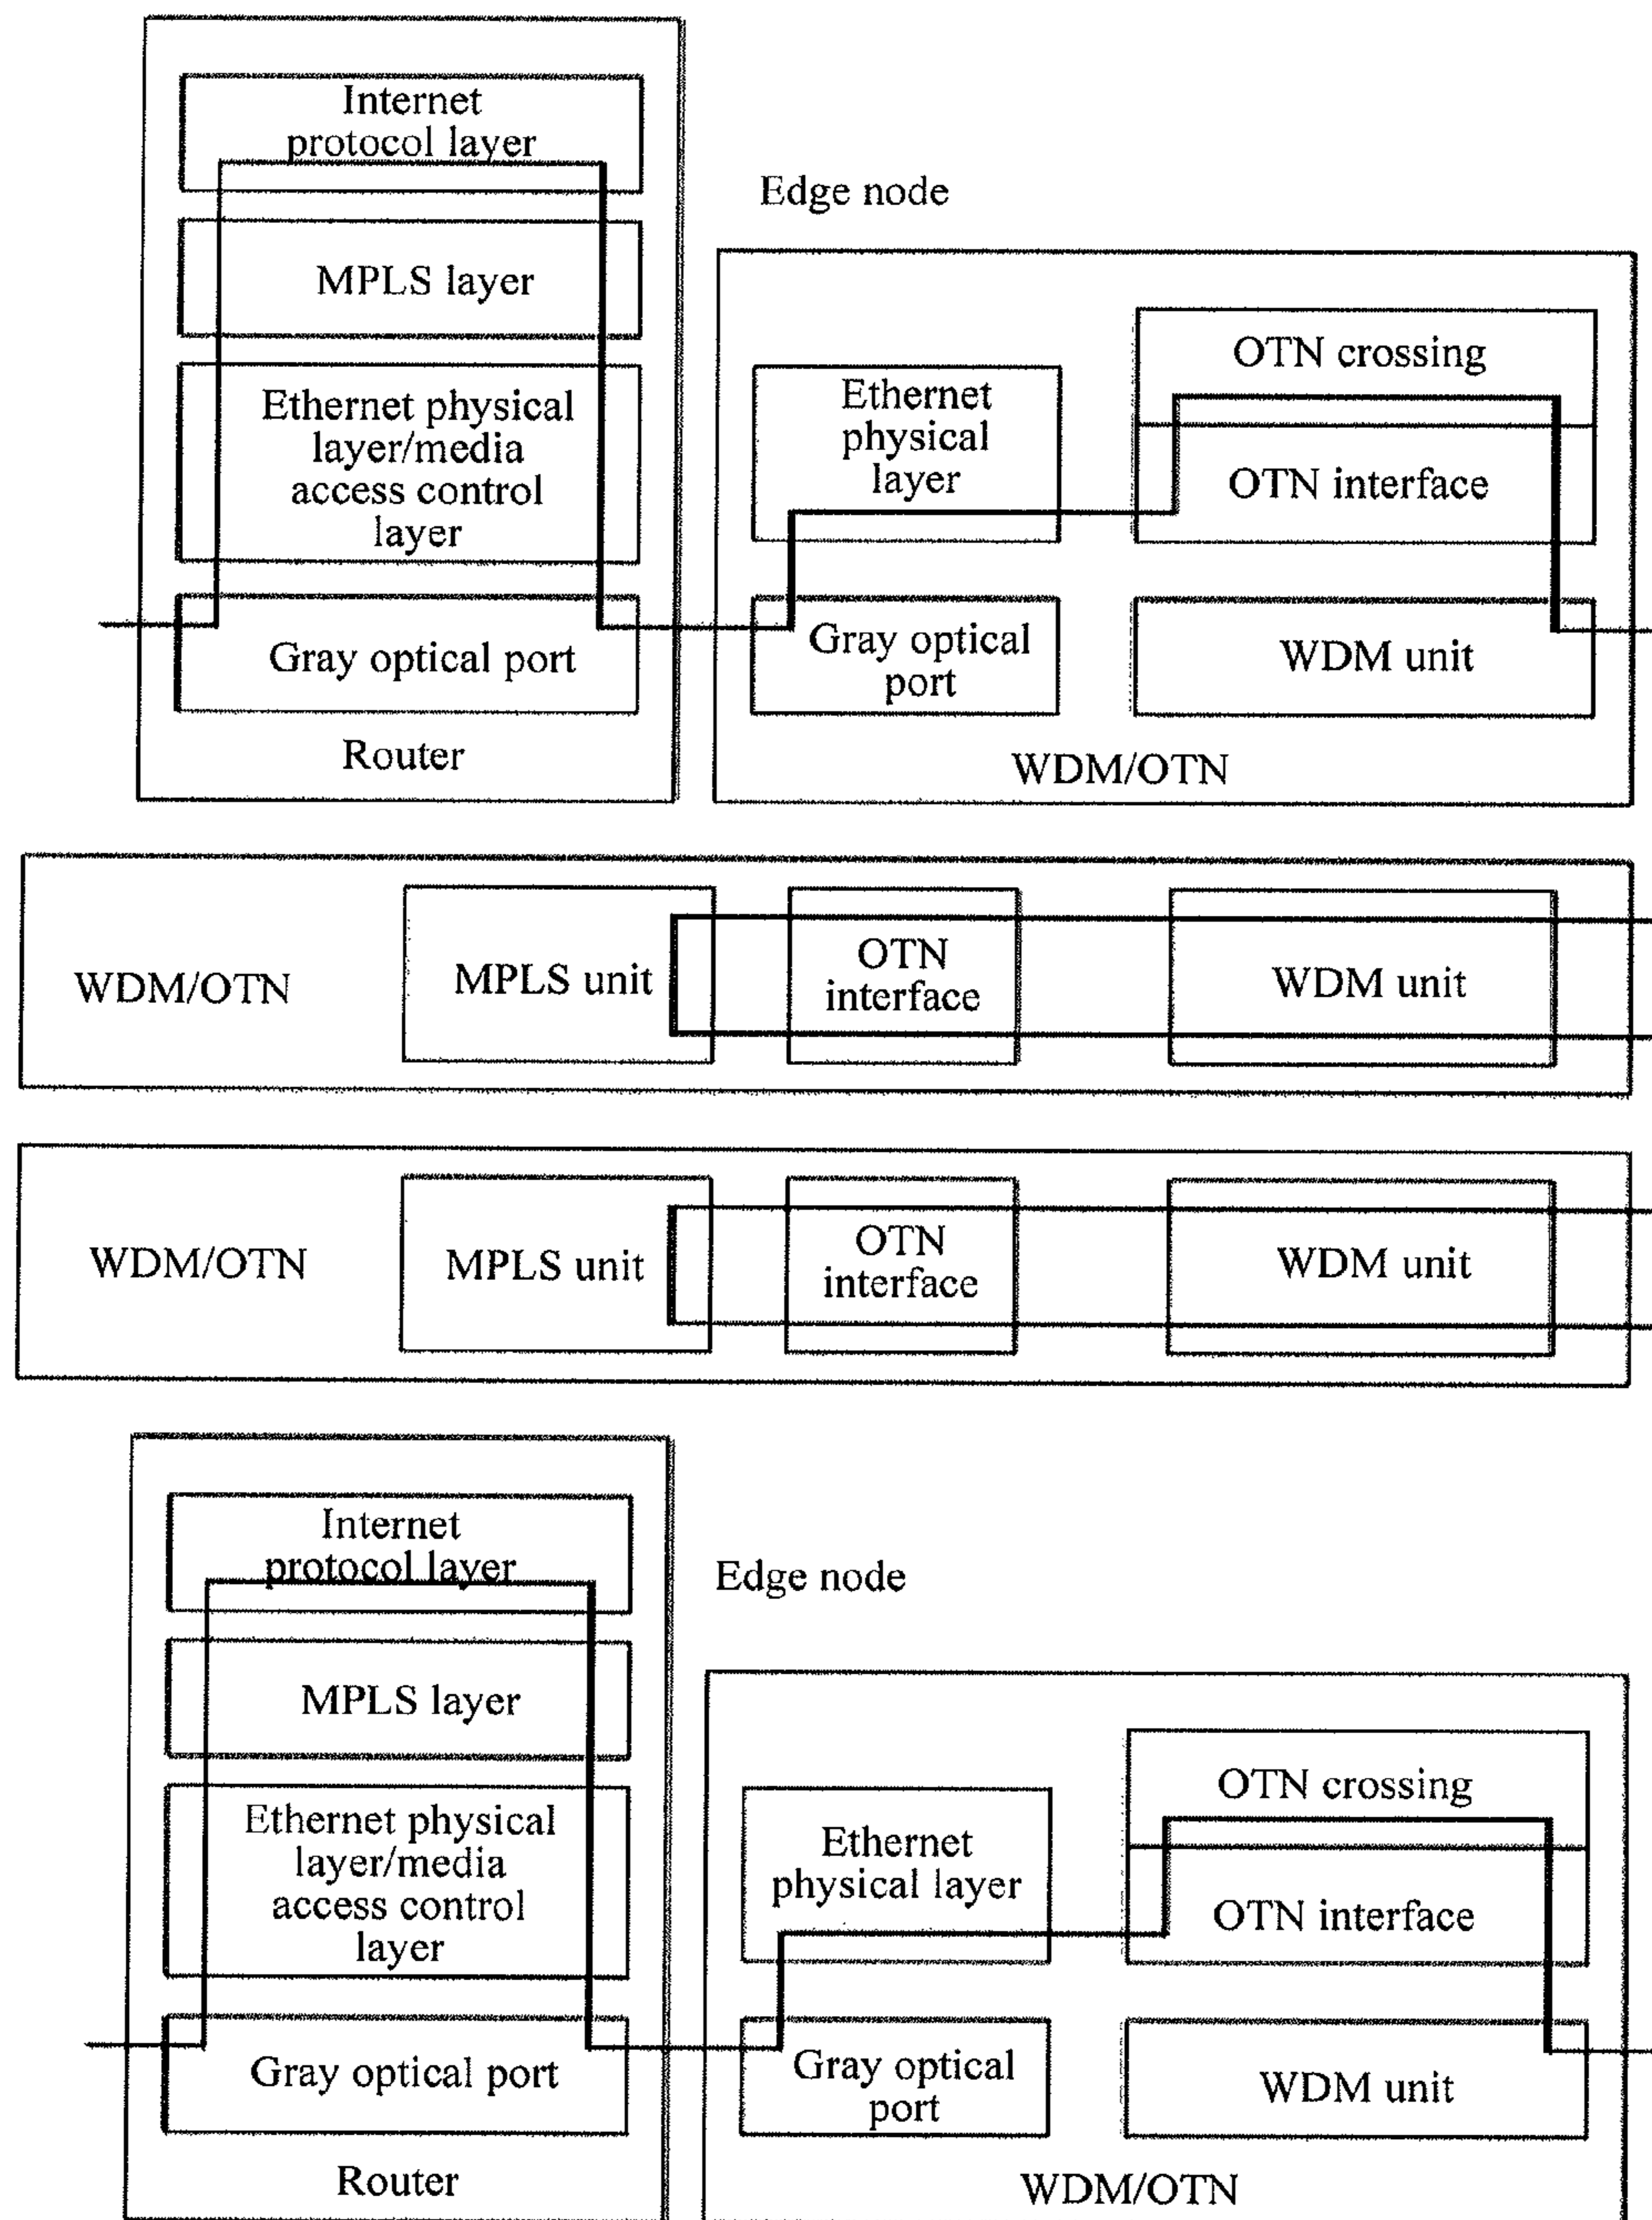 Internet
protocol layer
MPLS layer
Ethernet physical
layer/media
access control
layer
Gray optical port
Router
Edge node
Ethernet
physical
layer
Gray optical
port
OTN crossing
OTN interface
WDM unit
WDM/OTN
WDM/OTN
MPLS unit
OTN
interface
WDM unit
WDM/OTN
MPLS unit
OTN
interface
WDM unit
Internet
protocol layer
MPLS layer
Ethernet physical
layer/media
access control
layer
Gray optical port
Router
Edge node
Ethernet
physical layer
Gray optical
port
OTN crossing
OTN interface
WDM unit
WDM/OTN